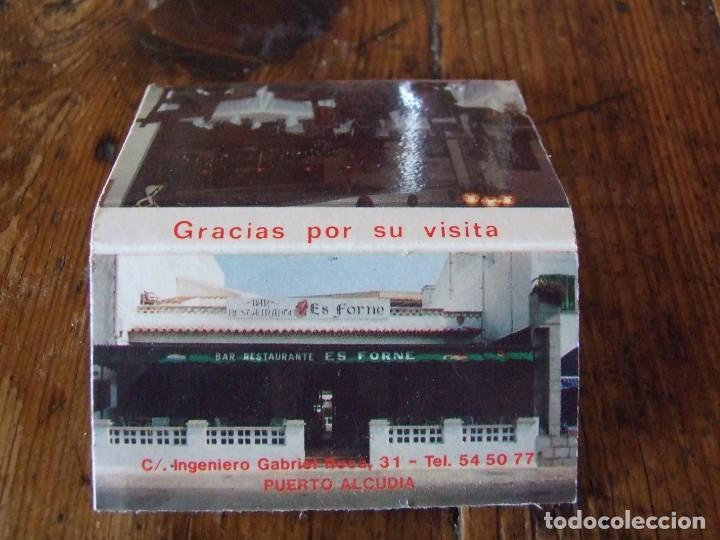 Gracias por su visita
BAR
RESTAURANTE Es Forne
BAR RESTAURANTE ES FORNE
C/. Ingeniero Gabriel Roca, 31 - Tel. 54 50 77
PUERTO ALCUDIA
todocoleccion.net